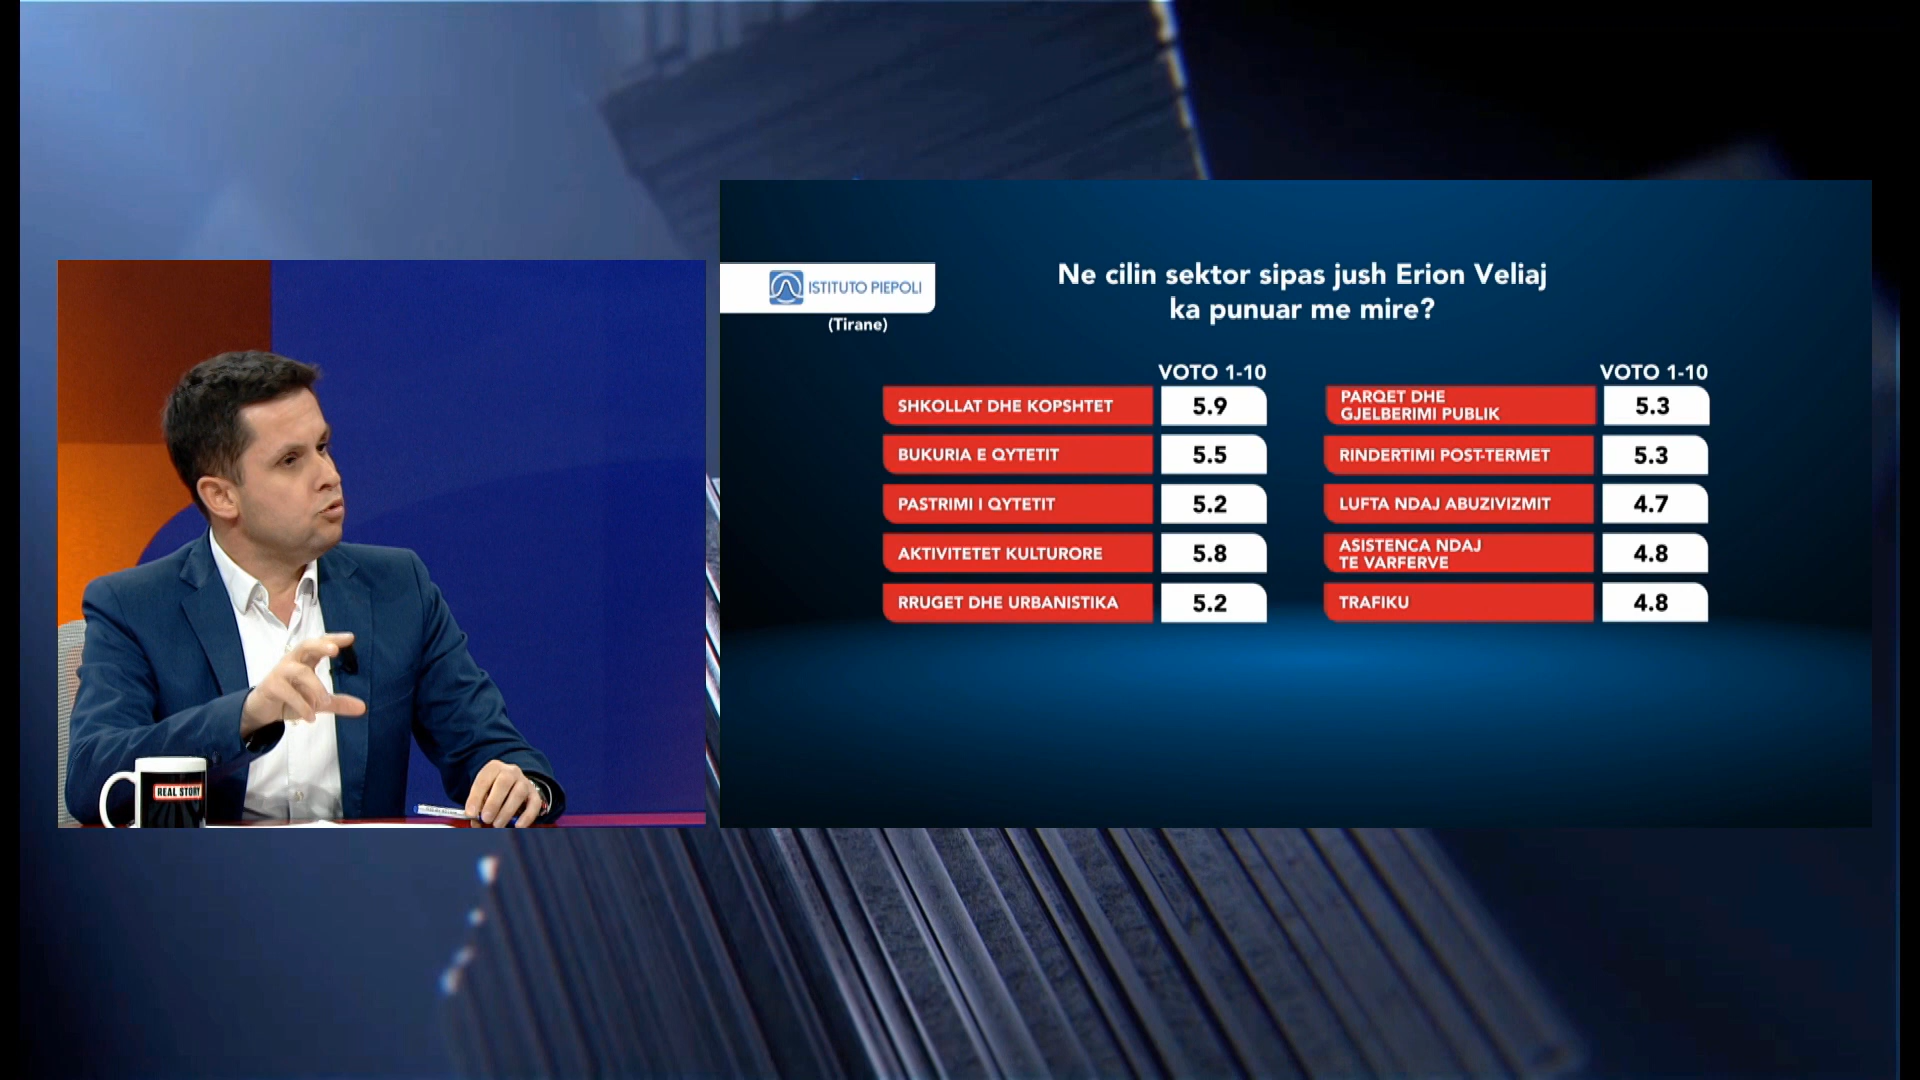 ISTITUTO PIEPOLI
(Tirane)
Ne cilin sektor sipas jush Erion Veliaj
ka punuar me mire?
VOTO 1-10
SHKOLLAT DHE KOPSHTET 5.9
BUKURIA E QYTETIT 5.5
PASTRIMI I QYTETIT 5.2
AKTIVITETET KULTURORE 5.8
RRUGET DHE URBANISTIKA 5.2
VOTO 1-10
PARQET DHE
GJELBERIMI PUBLIK 5.3
RINDERTIMI POST-TERMET 5.3
LUFTA NDAJ ABUZIVIZMIT 4.7
ASISTENCA NDAJ
TE VARFERVE 4.8
TRAFIKU 4.8
REAL STORY